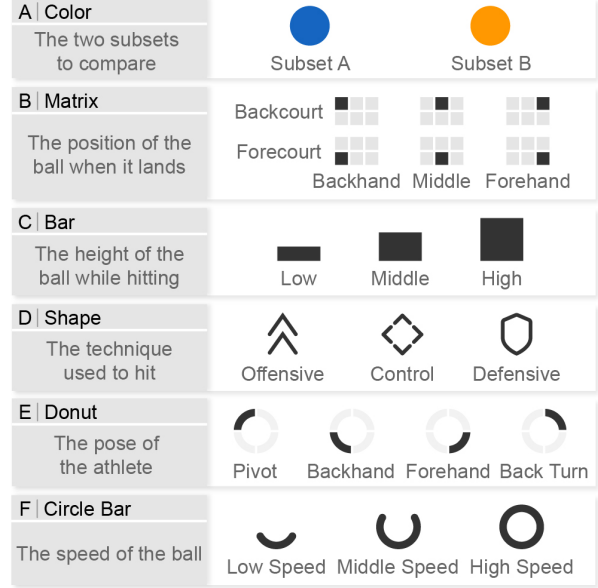 A | Color
The two subsets
to compare
Subset A Subset B
B | Matrix
The position of the
ball when it lands
Backcourt
Forecourt
Backhand Middle Forehand
C | Bar
The height of the
ball while hitting
Low Middle High
D | Shape
The technique
used to hit
Offensive Control Defensive
E | Donut
The pose of
the athlete
Pivot Backhand Forehand Back Turn
F | Circle Bar
The speed of the ball
Low Speed Middle Speed High Speed